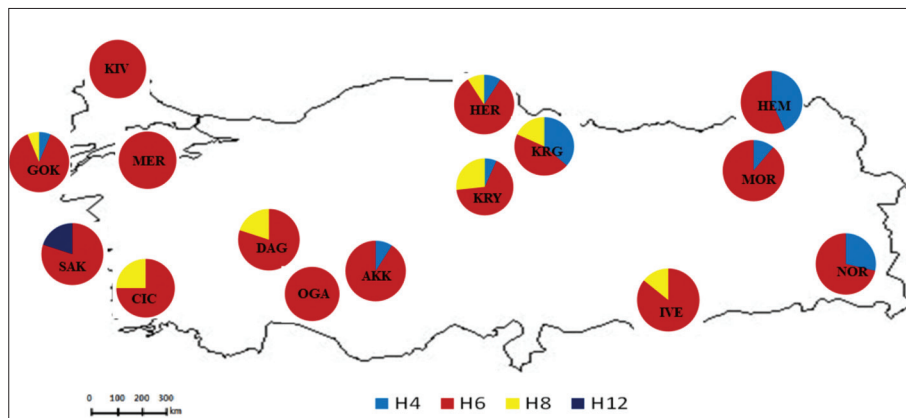 KIV
HER
HEM
KRG
GOK
MER
MOR
KRY
DAG
SAK
AKK
NOR
CIC
OGA
IVE
0 100 200 300
km
H4 H6 H8 H12